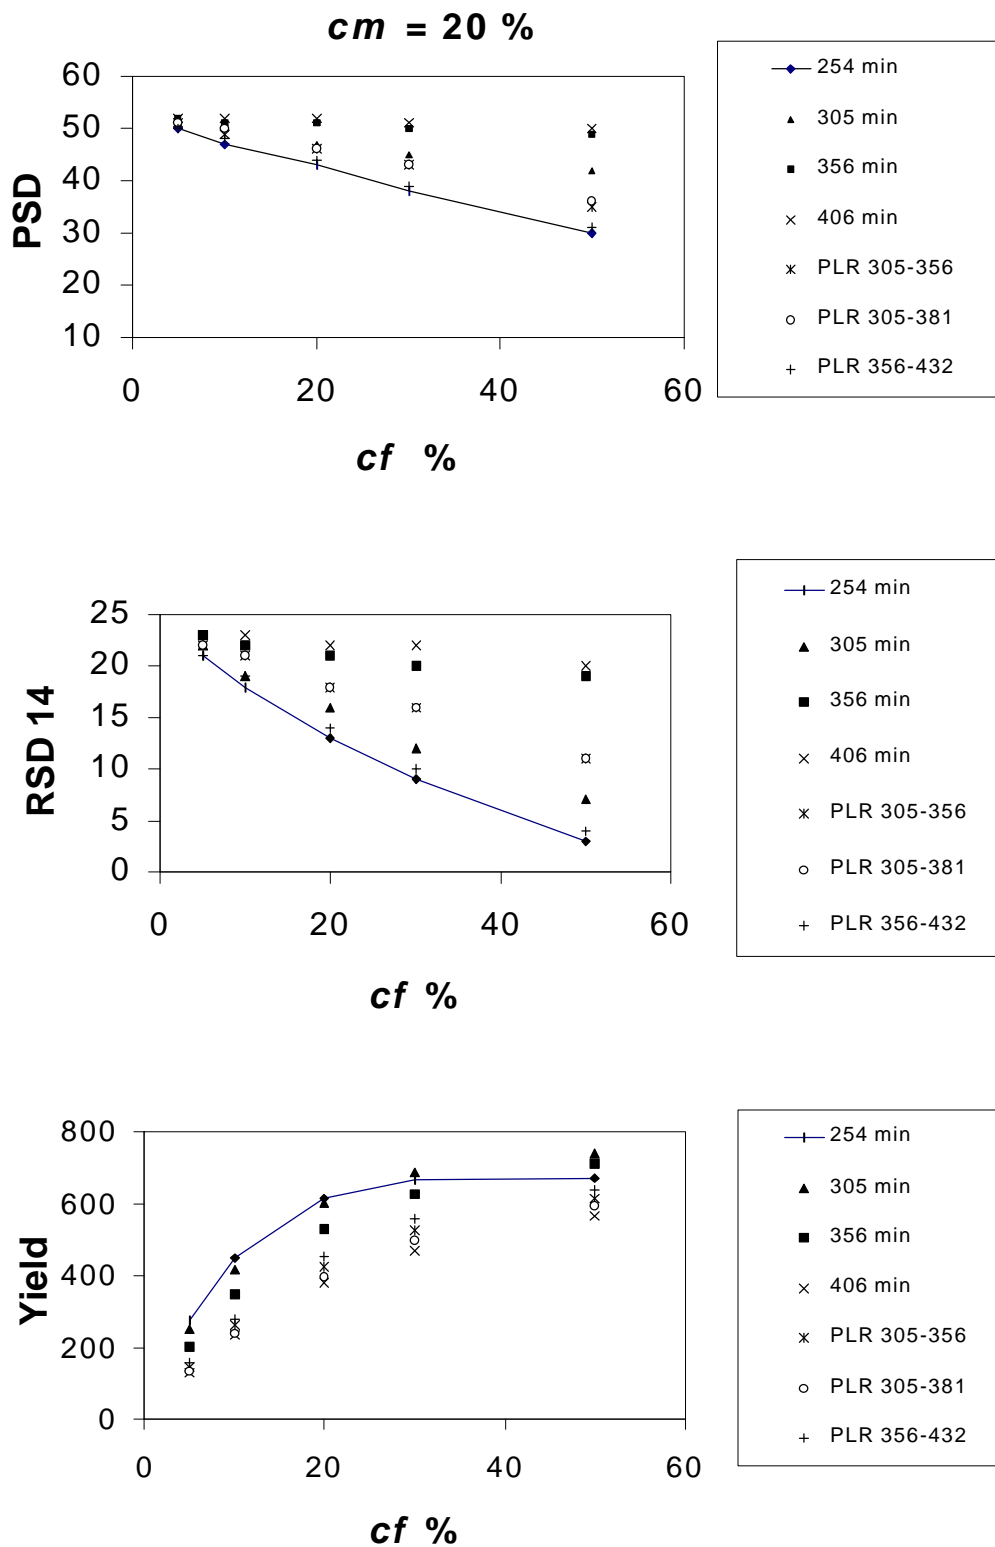 cm = 20 %
60
50
40
30
20
10
PSD
0
20
40
60
cf %
254 min
305 min
356 min
406 min
PLR 305-356
PLR 305-381
PLR 356-432
25
20
15
10
5
0
RSD 14
0
20
40
60
cf %
254 min
305 min
356 min
406 min
PLR 305-356
PLR 305-381
PLR 356-432
800
600
400
200
0
Yield
0
20
40
60
cf %
254 min
305 min
356 min
406 min
PLR 305-356
PLR 305-381
PLR 356-432